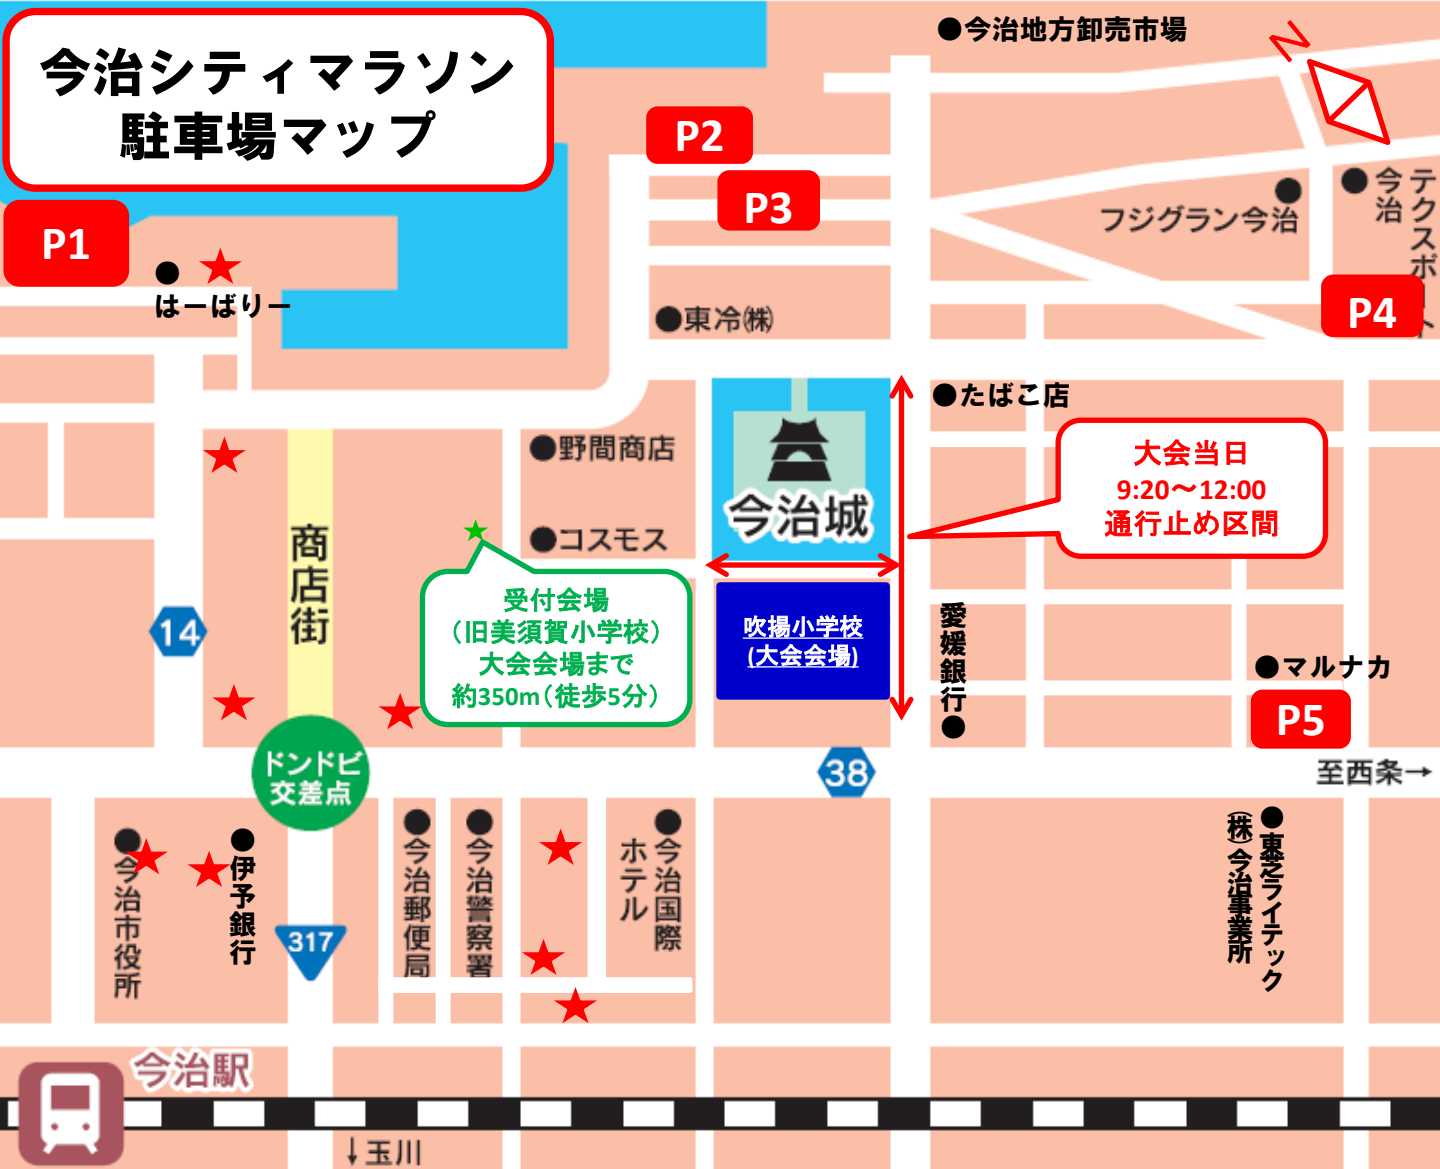 今治シティマラソン
駐車場マップ
●今治地方卸売市場
N
P2
P3
P1
●
はーばりー
●
フジグラン今治
●今治
テクスポート
P4
●東冷㈱
●たばこ店
●野間商店
●コスモス
今治城
大会当日
9:20～12:00
通行止め区間
商店街
受付会場
（旧美須賀小学校）
大会会場まで
約350m（徒歩5分）
吹揚小学校
(大会会場)
14
愛媛銀行●
●マルナカ
P5
ドンドビ
交差点
38
至西条→
●今治市役所
●伊予銀行
317
●今治郵便局
●今治警察署
●今治国際
ホテル
●東芝ライテック
㈱今治事業所
今治駅
↓玉川